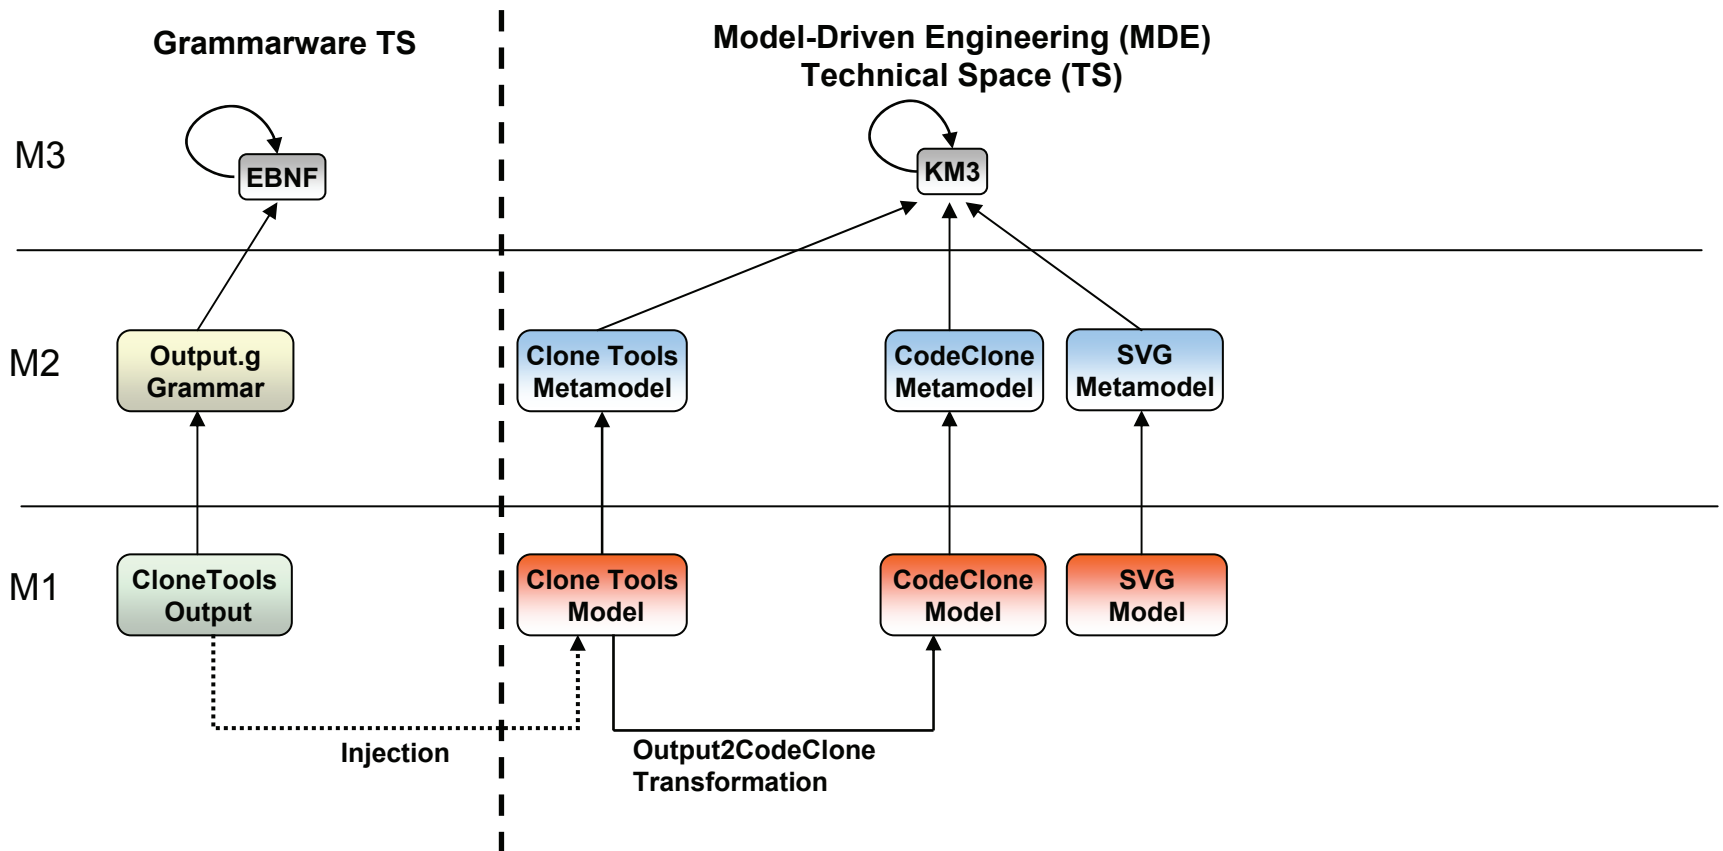 Grammarware TS
Model-Driven Engineering (MDE)
Technical Space (TS)
M3
EBNF
KM3
M2
Output.g
Grammar
Clone Tools
Metamodel
CodeClone
Metamodel
SVG
Metamodel
M1
CloneTools
Output
Clone Tools
Model
CodeClone
Model
SVG
Model
Injection
Output2CodeClone
Transformation